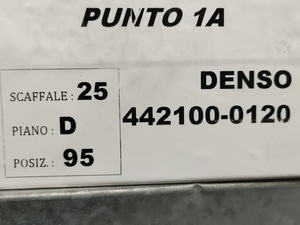 PUNTO 1A
SCAFFALE : 25
PIANO : D
POSIZ. : 95
DENSO
442100-0120